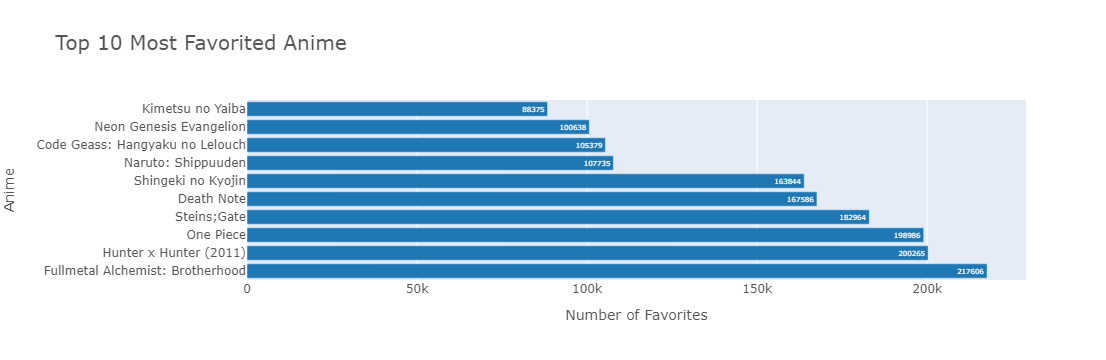 Top 10 Most Favorited Anime
Anime
Kimetsu no Yaiba 88375
Neon Genesis Evangelion 100638
Code Geass: Hangyaku no Lelouch 105379
Naruto: Shippuuden 107735
Shingeki no Kyojin 163844
Death Note 167586
Steins;Gate 182964
One Piece 198986
Hunter x Hunter (2011) 200265
Fullmetal Alchemist: Brotherhood 217606
0 50k 100k 150k 200k
Number of Favorites